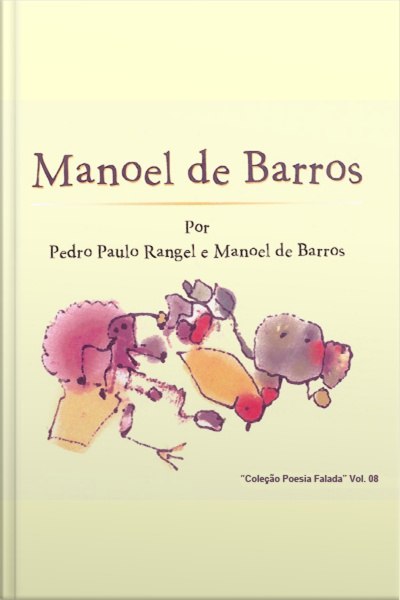 Manoel de Barros
Por
Pedro Paulo Rangel e Manoel de Barros
"Coleção Poesia Falada" Vol. 08